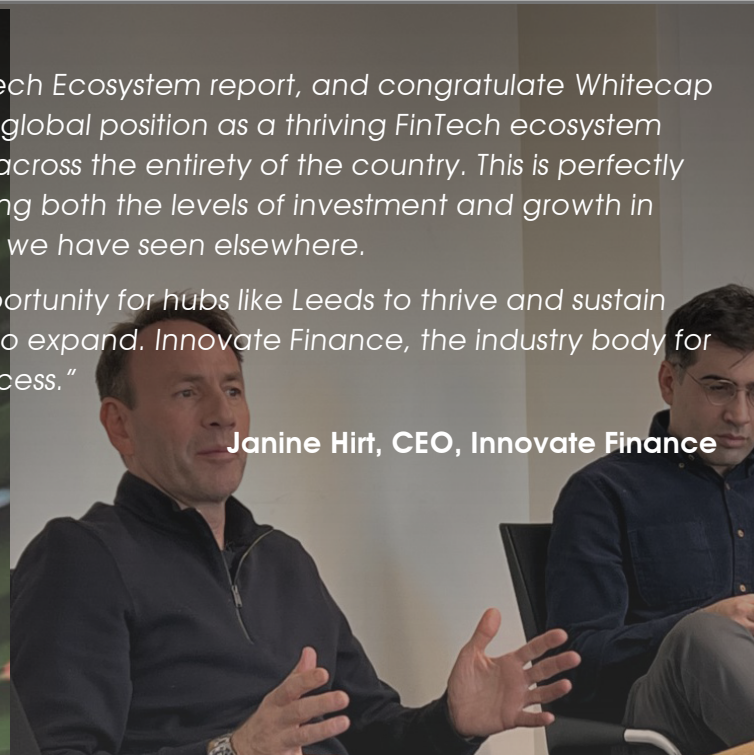 ech Ecosystem report, and congratulate Whitecap
global position as a thriving FinTech ecosystem
across the entirety of the country. This is perfectly
ng both the levels of investment and growth in
we have seen elsewhere.
portunity for hubs like Leeds to thrive and sustain
o expand. Innovate Finance, the industry body for
cess.”
Janine Hirt, CEO, Innovate Finance